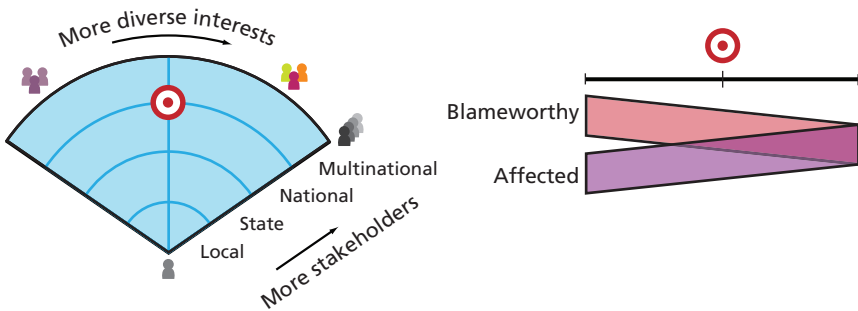 More diverse interests
Multinational
National
State
Local
More stakeholders
Blameworthy
Affected